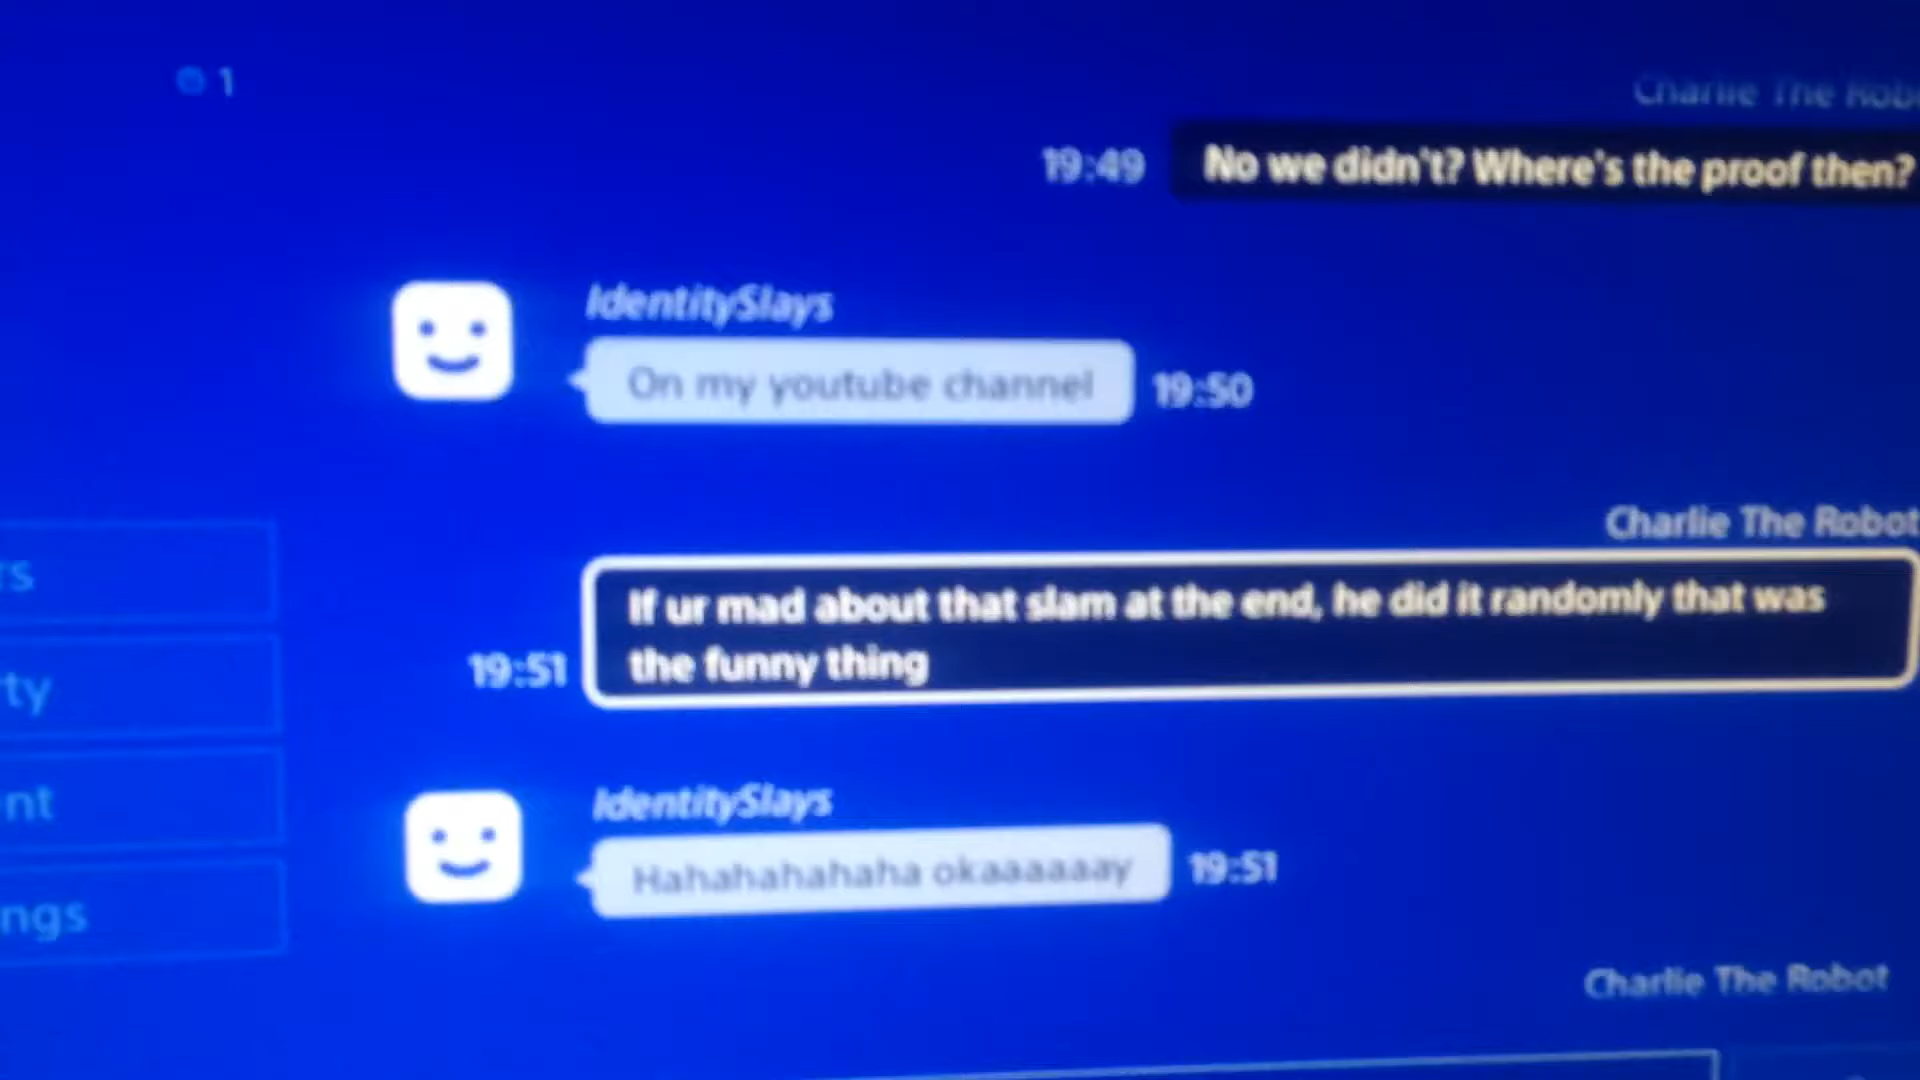 1
Charlie The Rob
19:49
No we didn't? Where's the proof then?
IdentitySlays
On my youtube channel
19:50
Charlie The Robot
If ur mad about that slam at the end, he did it randomly that was
the funny thing
19:51
rs
ty
nt
ngs
IdentitySlays
Hahahahahaha okaaaaaay
19:51
Charlie The Robot